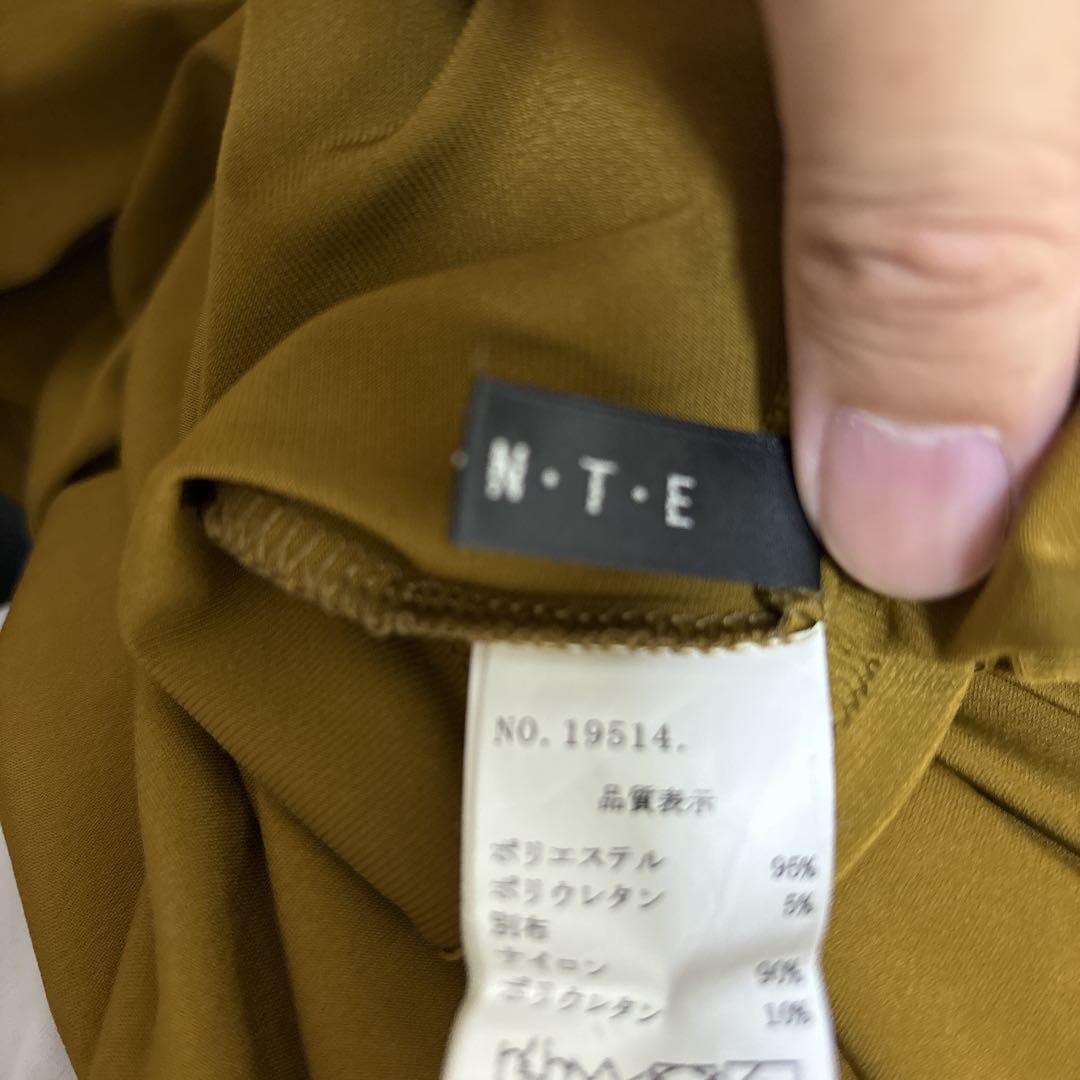 N·T·E
NO. 19514.
品質表示
ポリエステル 95%
ポリウレタン 5%
別布
ナイロン 90%
ポリウレタン 10%